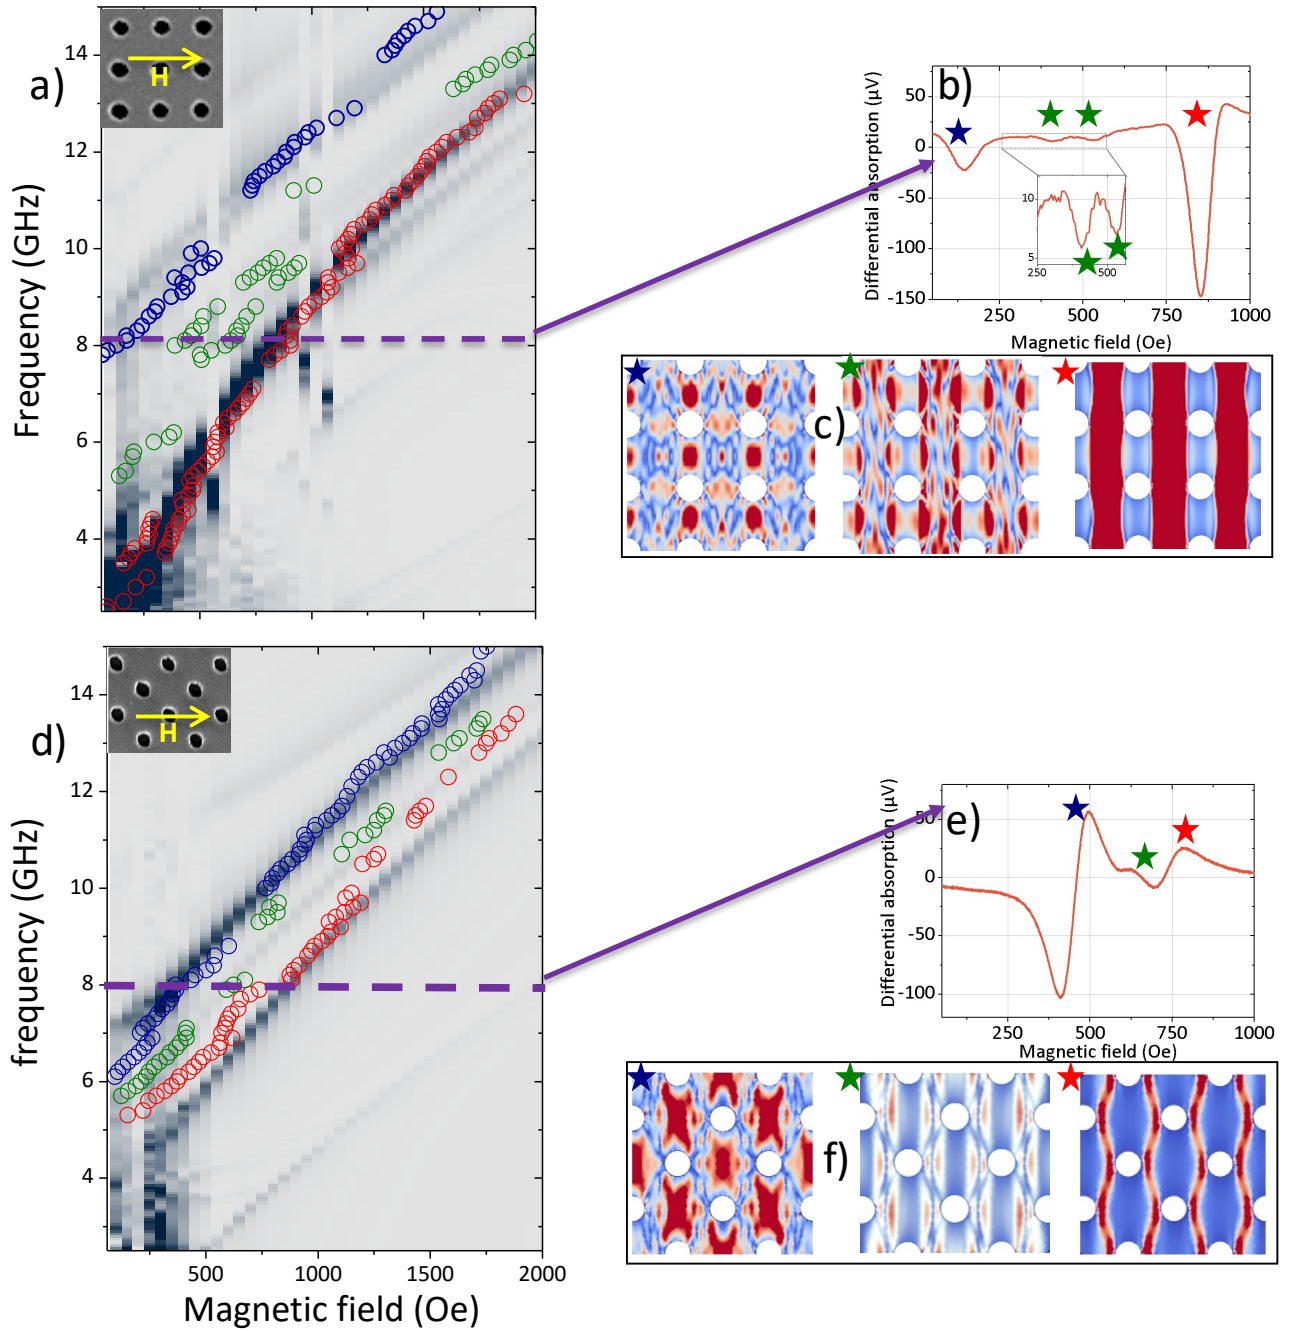 a)
H
Frequency (GHz)
14
12
10
8
6
4
b)
Differential absorption (µV)
50
0
-50
-100
-150
10
5
250
500
250
500
750
1000
Magnetic field (Oe)
c)
d)
H
frequency (GHz)
14
12
10
8
6
4
500
1000
1500
2000
Magnetic field (Oe)
e)
Differential absorption (µV)
50
0
-50
-100
250
500
750
1000
Magnetic field (Oe)
f)